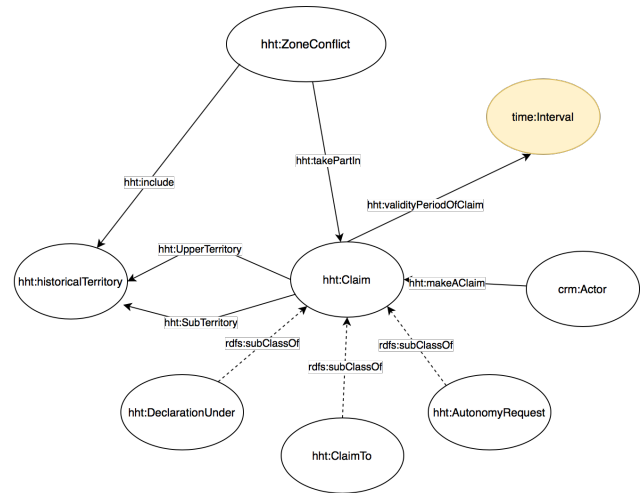 hht:ZoneConflict
time:Interval
hht:takePartIn
hht:include
hht:validityPeriodOfClaim
hht:UpperTerritory
hht:historicalTerritory
hht:Claim
hht:makeAClaim
crm:Actor
hht:SubTerritory
rdfs:subClassOf
rdfs:subClassOf
rdfs:subClassOf
hht:DeclarationUnder
hht:AutonomyRequest
hht:ClaimTo